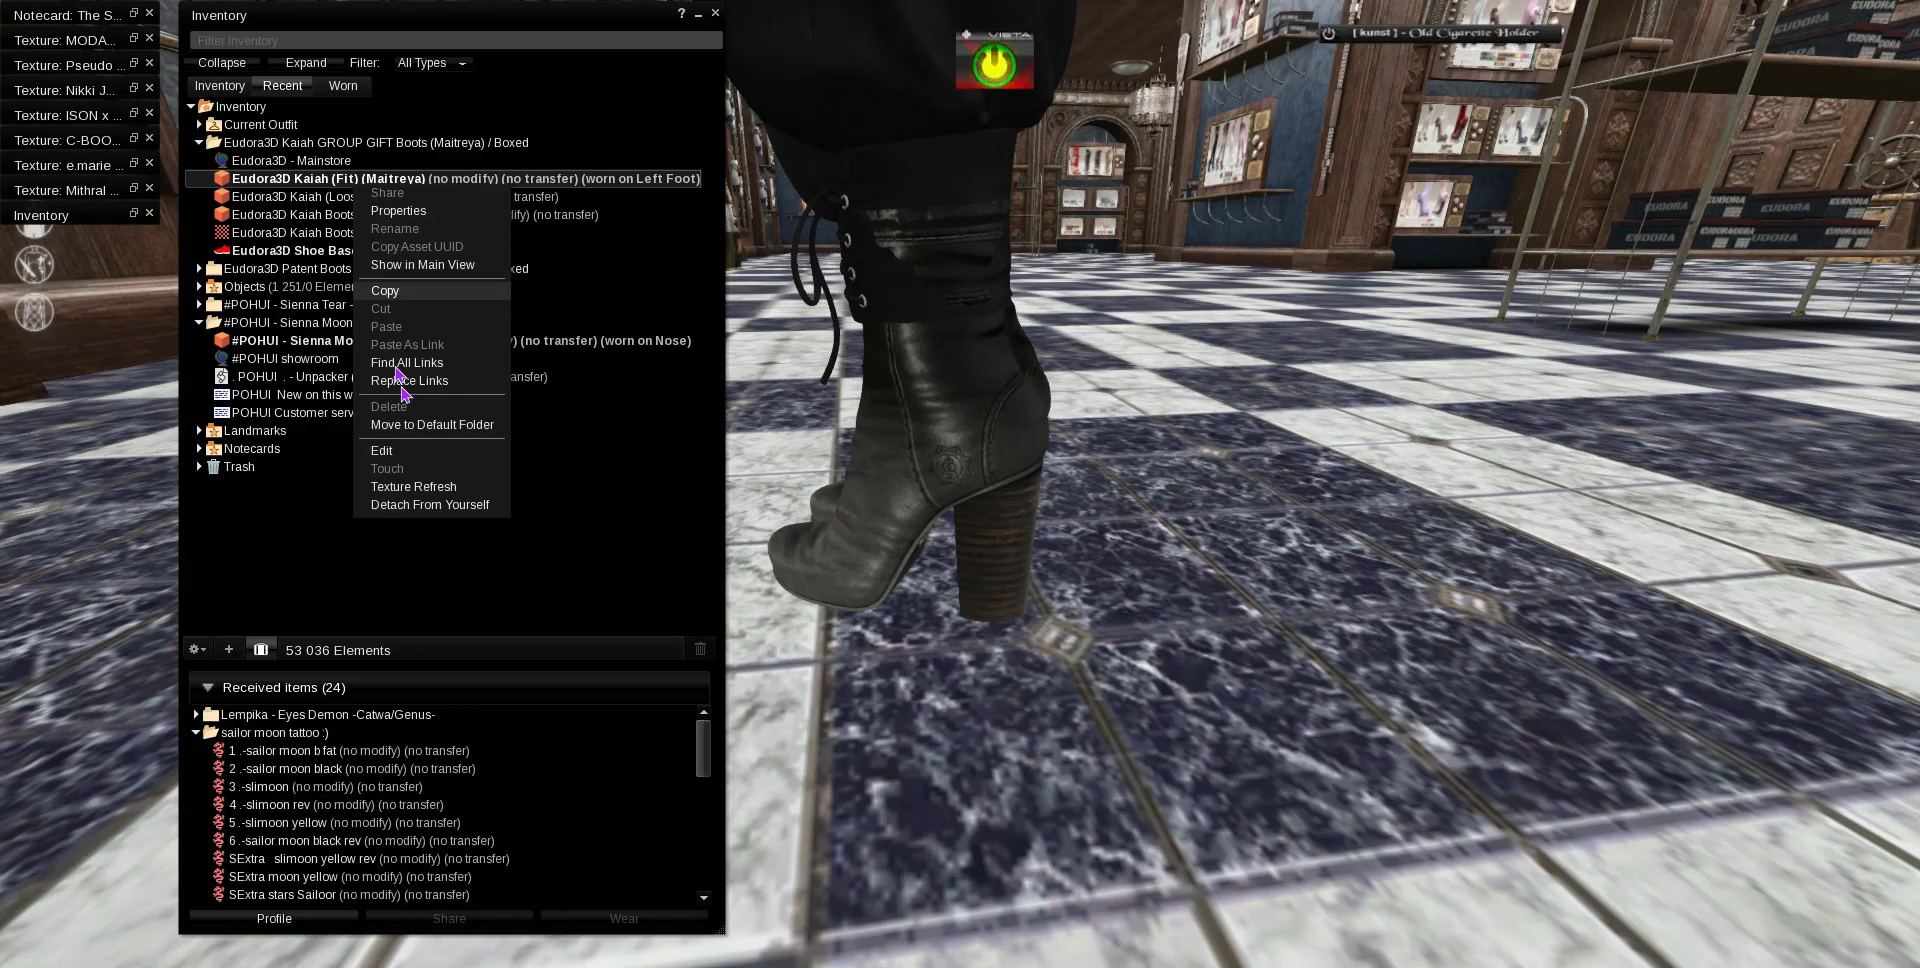 Notecard: The S...
Texture: MODA...
Texture: Pseudo ...
Texture: Nikki J...
Texture: ISON x ...
Texture: C-BOO...
Texture: e.marie ...
Texture: Mithral ...
Inventory
Inventory
Filter Inventory
Collapse Expand Filter: All Types
Inventory Recent Worn
Inventory
Current Outfit
Eudora3D Kaiah GROUP GIFT Boots (Maitreya) / Boxed
Eudora3D - Mainstore
Eudora3D Kaiah (Fit) (Maitreya) (no modify) (no transfer) (worn on Left Foot)
Eudora3D Kaiah (Loos transfer)
Eudora3D Kaiah Boots lify) (no transfer)
Eudora3D Kaiah Boots
Eudora3D Shoe Base
Eudora3D Patent Boots xed
Objects (1 251/0 Elemen
#POHUI - Sienna Tear -
#POHUI - Sienna Moon
#POHUI - Sienna Mo y) (no transfer) (worn on Nose)
#POHUI showroom
. POHUI . - Unpacker ( ansfer)
POHUI New on this w
POHUI Customer serv
Landmarks
Notecards
Trash
Share
Properties
Rename
Copy Asset UUID
Show in Main View
Copy
Cut
Paste
Paste As Link
Find All Links
Replace Links
Delete
Move to Default Folder
Edit
Touch
Texture Refresh
Detach From Yourself
53 036 Elements
Received items (24)
Lempika - Eyes Demon -Catwa/Genus-
sailor moon tattoo :)
1 .-sailor moon b fat (no modify) (no transfer)
2 .-sailor moon black (no modify) (no transfer)
3 .-slimoon (no modify) (no transfer)
4 .-slimoon rev (no modify) (no transfer)
5 .-slimoon yellow (no modify) (no transfer)
6 .-sailor moon black rev (no modify) (no transfer)
SExtra slimoon yellow rev (no modify) (no transfer)
SExtra moon yellow (no modify) (no transfer)
SExtra stars Sailoor (no modify) (no transfer)
Profile Share Wear
VISTA
[ kunst ] - Old Cigarette Holder
EUDORA
EUDORA
EUDORA
EUDORA
EUDORA
EUDORA
EUDORA